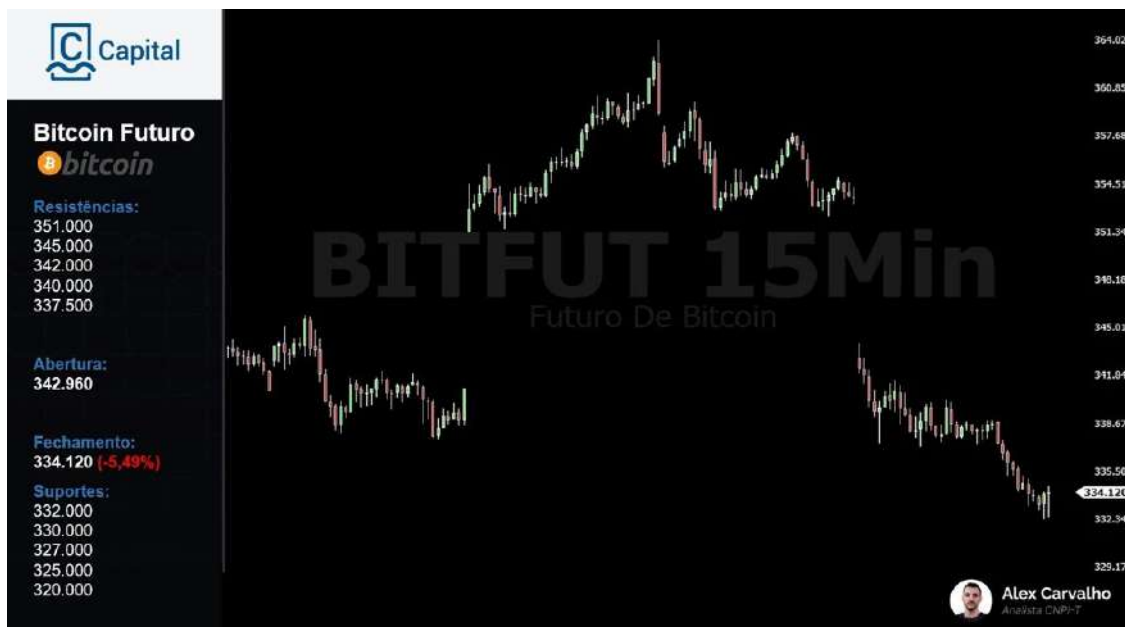 C Capital
Bitcoin Futuro
bitcoin
Resistências:
351.000
345.000
342.000
340.000
337.500
Abertura:
342.960
Fechamento:
334.120 (-5,49%)
Suportes:
332.000
330.000
327.000
325.000
320.000
BITFUT 15Min
Futuro De Bitcoin
364.02
360.85
357.68
354.51
351.34
348.18
345.01
341.84
338.67
335.50
334.120
332.34
329.17
Alex Carvalho
Analista CNPI-T